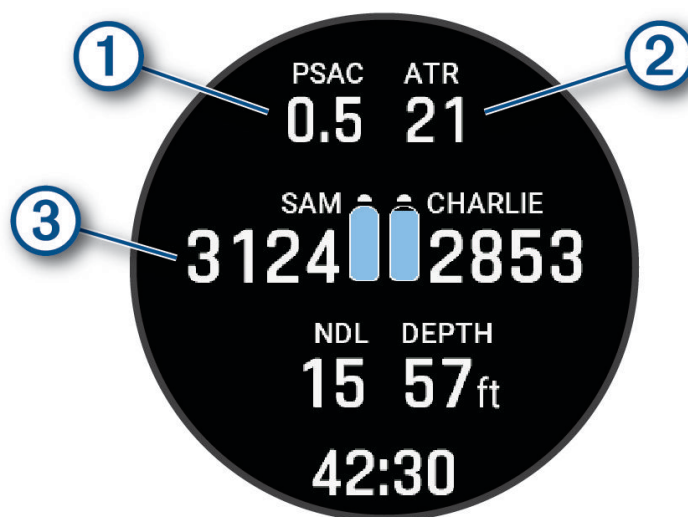 1
2
PSAC ATR
0.5 21
3
SAM CHARLIE
3124 2853
NDL DEPTH
15 57ft
42:30